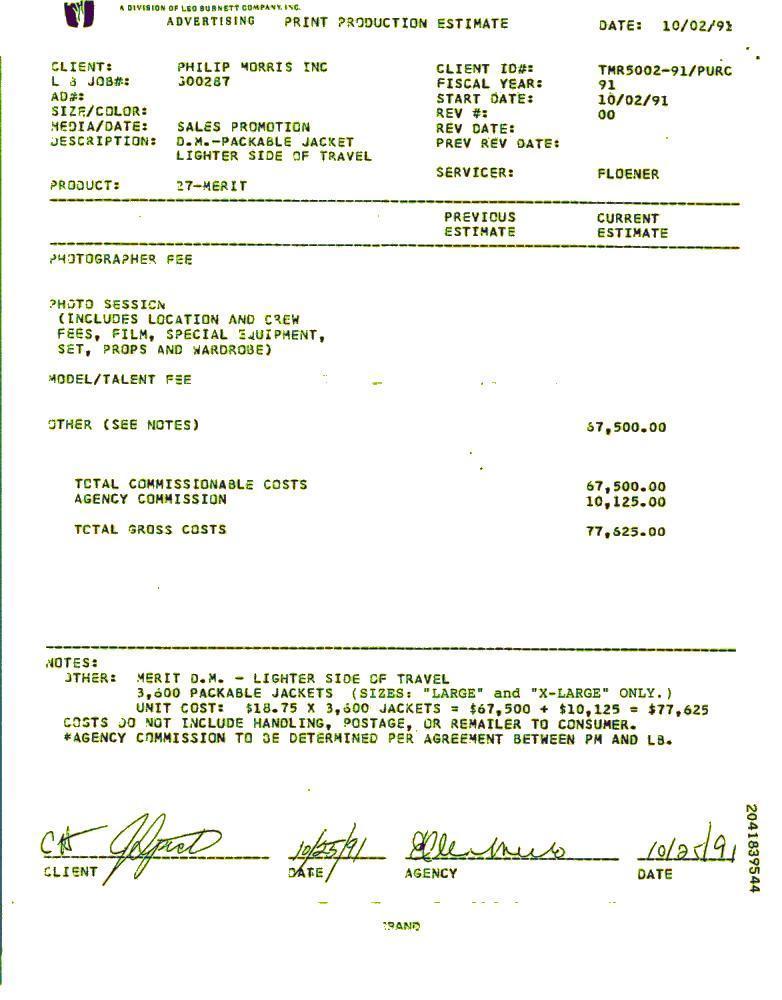 A DIVISION OF LEO BURNETT COMPANY, INC.
ADVERTISING PRINT PRODUCTION ESTIMATE DATE: 10/02/91
CLIENT: PHILIP MORRIS INC CLIENT ID#: TMR5002-91/PURC
L & JOB#: 300287 FISCAL YEAR: 91
AD#: START DATE: 10/02/91
SIZE/COLOR: REV #: 00
MEDIA/DATE: SALES PROMOTION REV DATE:
DESCRIPTION: D.M.-PACKABLE JACKET PREV REV DATE:
LIGHTER SIDE OF TRAVEL
SERVICER: FLOENER
PRODUCT: 27-MERIT
PREVIOUS CURRENT
ESTIMATE ESTIMATE
PHOTOGRAPHER FEE
PHOTO SESSION
(INCLUDES LOCATION AND CREW
FEES, FILM, SPECIAL EQUIPMENT,
SET, PROPS AND WARDROBE)
MODEL/TALENT FEE
OTHER (SEE NOTES) 67,500.00
TOTAL COMMISSIONABLE COSTS 67,500.00
AGENCY COMMISSION 10,125.00
TOTAL GROSS COSTS 77,625.00
NOTES:
OTHER: MERIT D.M. - LIGHTER SIDE OF TRAVEL
3,600 PACKABLE JACKETS (SIZES: "LARGE" and "X-LARGE" ONLY.)
UNIT COST: $18.75 X 3,600 JACKETS = $67,500 + $10,125 = $77,625
COSTS DO NOT INCLUDE HANDLING, POSTAGE, OR REMAILER TO CONSUMER.
*AGENCY COMMISSION TO BE DETERMINED PER AGREEMENT BETWEEN PM AND LB.
10/25/91 10/25/91
CLIENT DATE AGENCY DATE
2041839544